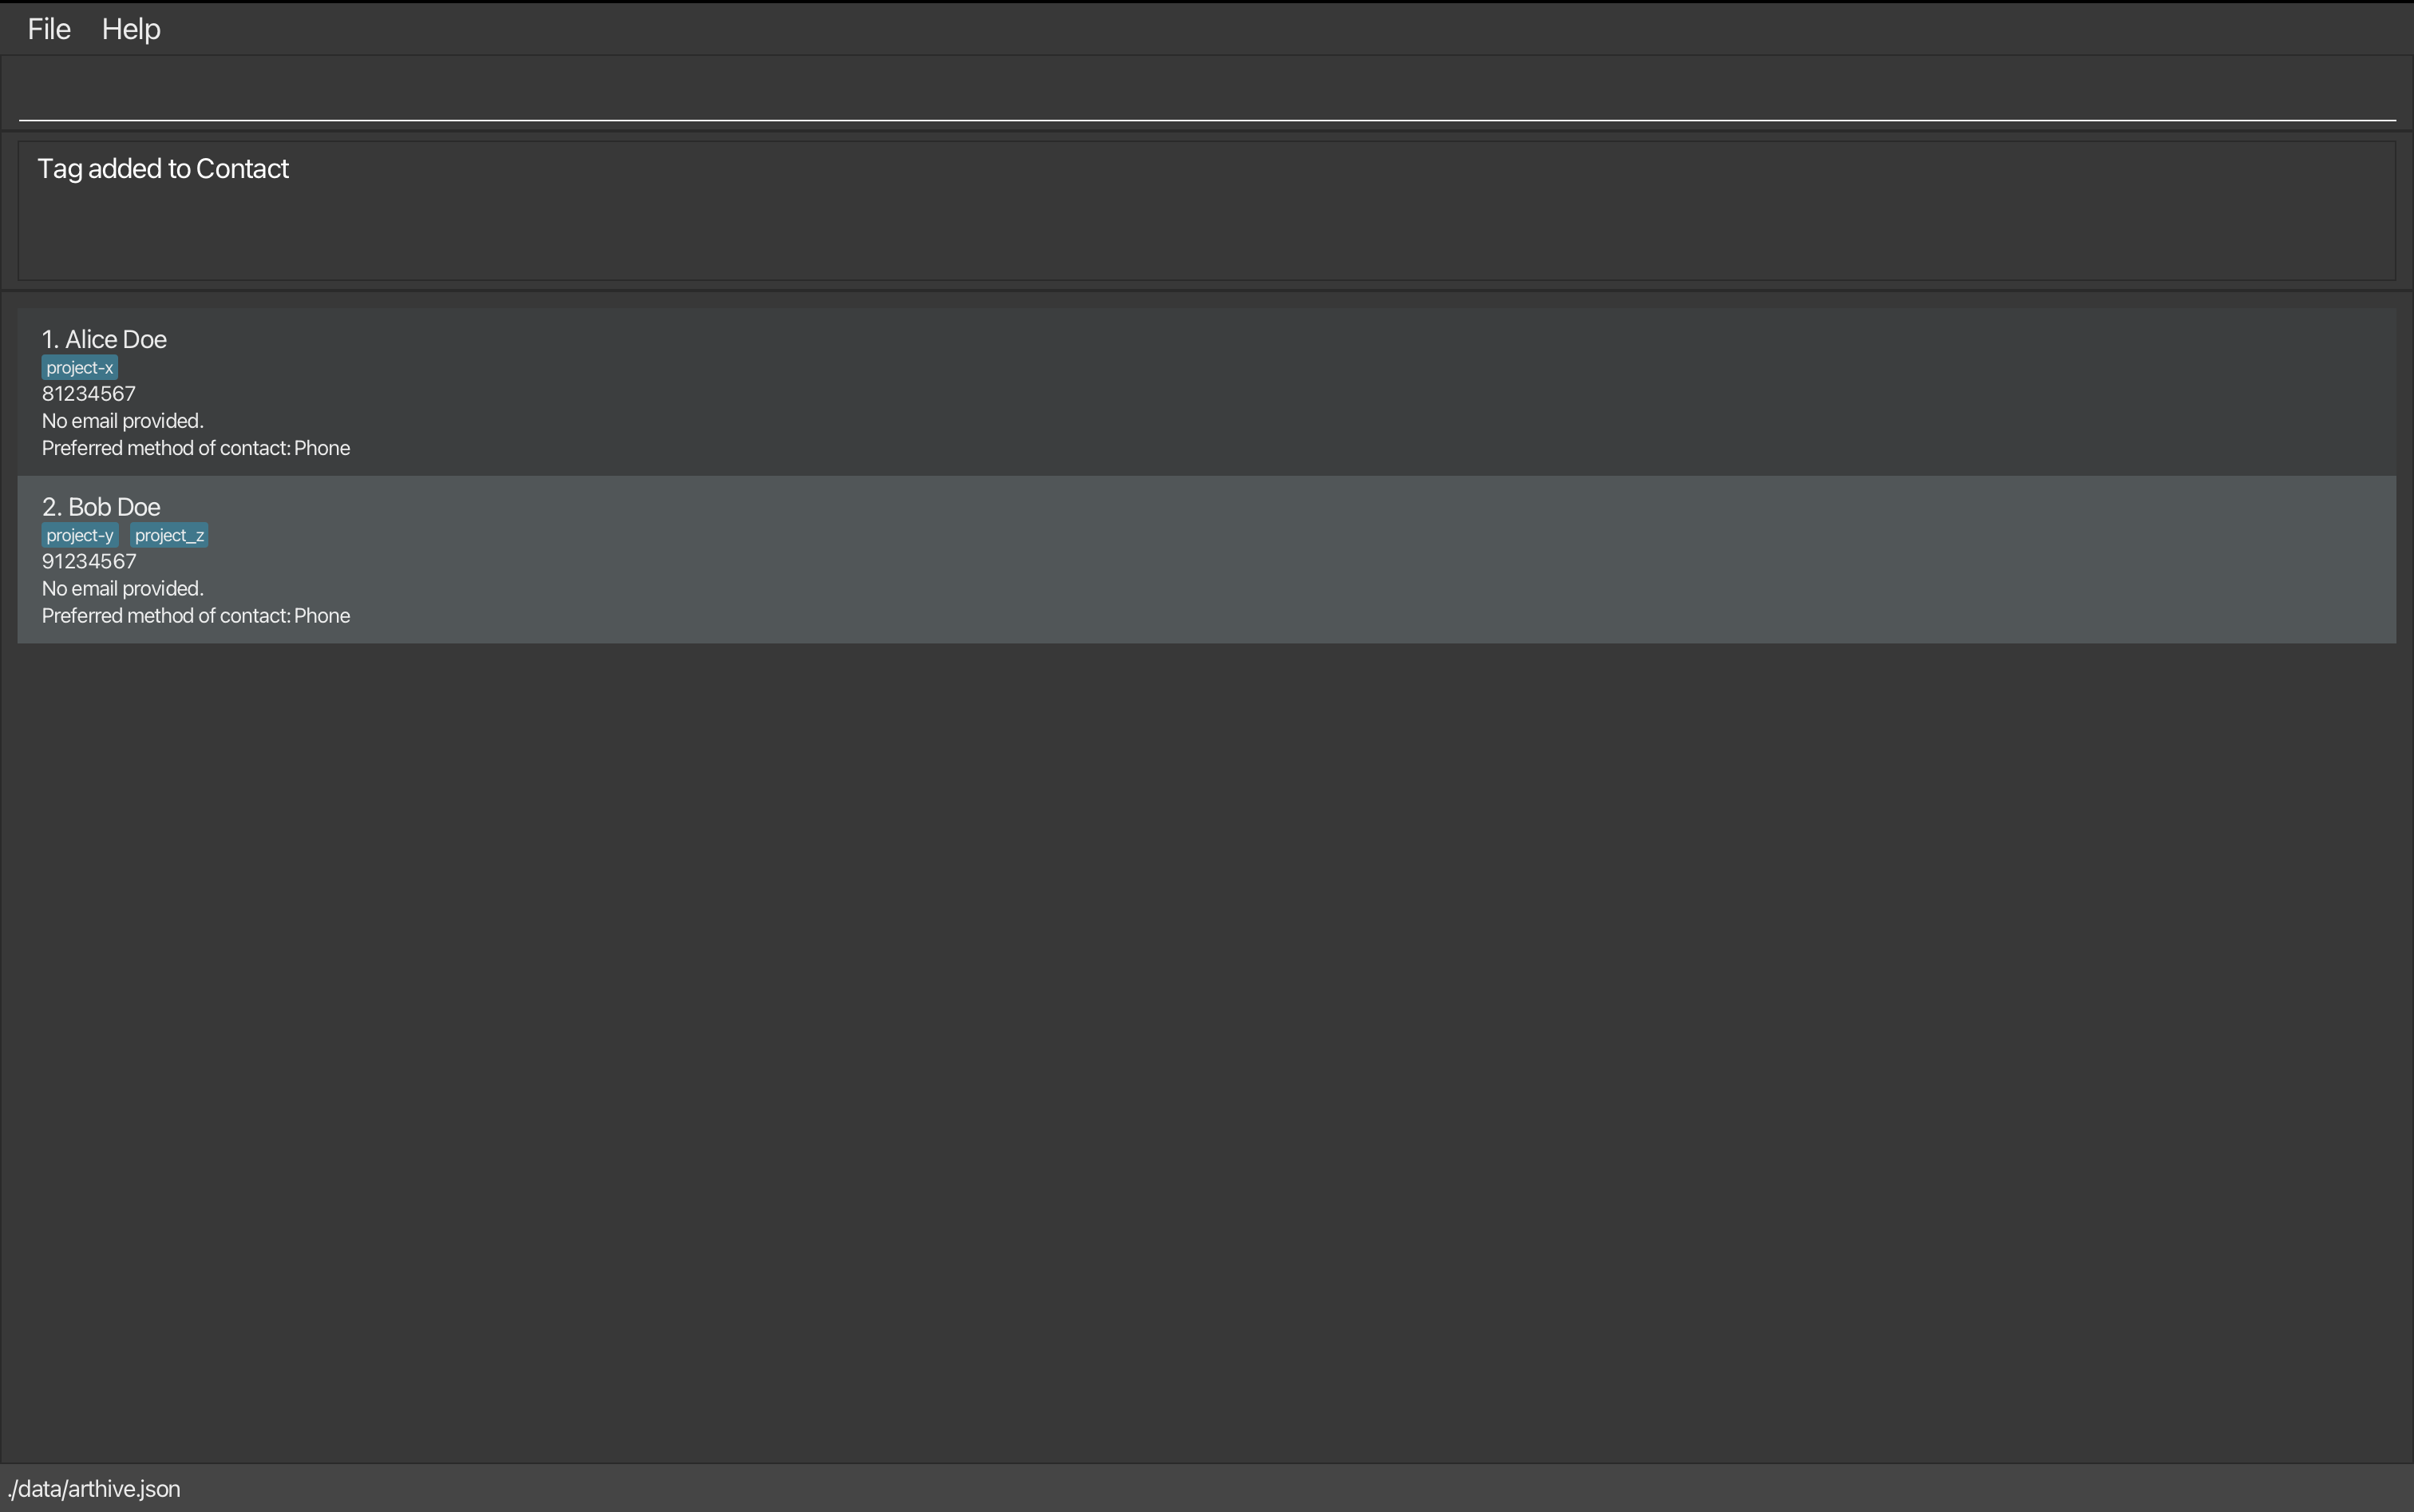 File Help
Tag added to Contact
1. Alice Doe
project-x
81234567
No email provided.
Preferred method of contact: Phone
2. Bob Doe
project-y project_z
91234567
No email provided.
Preferred method of contact: Phone
./data/arthive.json